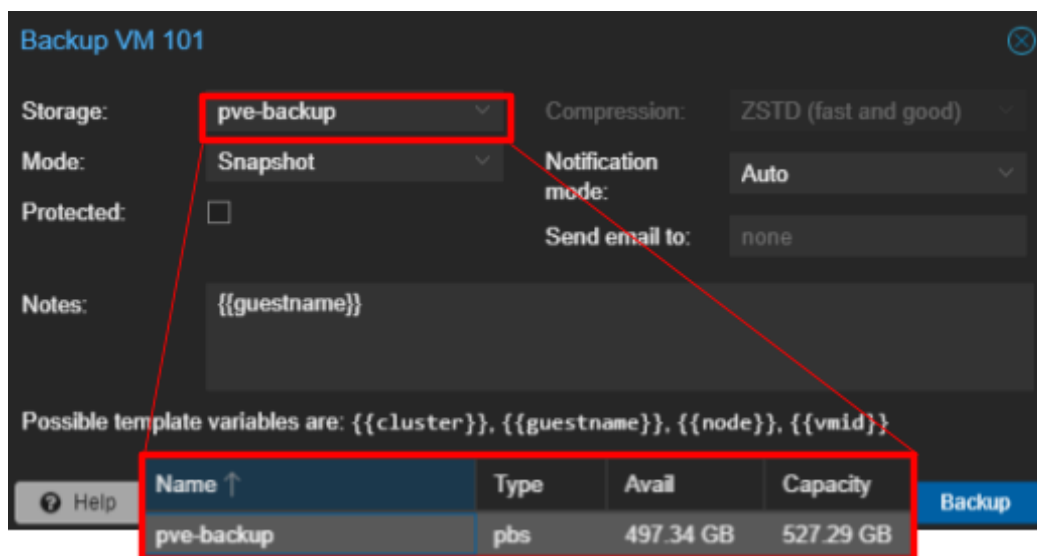 Backup VM 101
Storage: pve-backup Compression: ZSTD (fast and good)
Mode: Snapshot Notification mode: Auto
Protected:
Send email to: none
Notes: {{guestname}}
Possible template variables are: {{cluster}}, {{guestname}}, {{node}}, {{vmid}}
Name ↑ Type Avail Capacity
Help Backup
pve-backup pbs 497.34 GB 527.29 GB